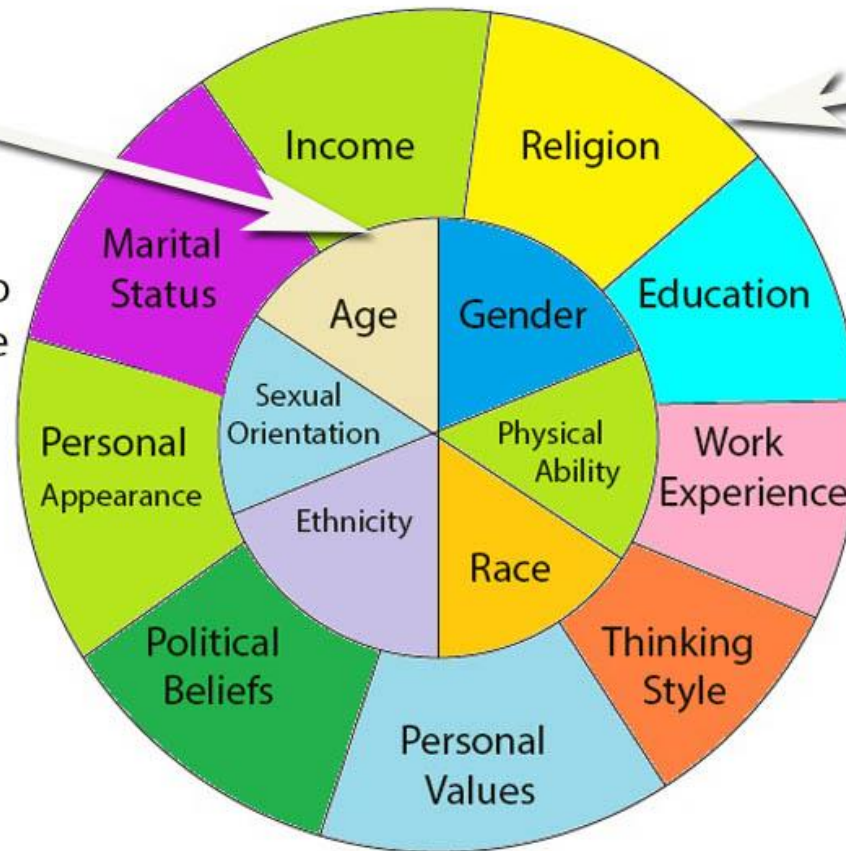 Income
Religion
Marital
Status
Education
Age
Gender
Sexual
Orientation
Physical
Ability
Personal
Appearance
Work
Experience
Ethnicity
Race
Political
Beliefs
Thinking
Style
Personal
Values